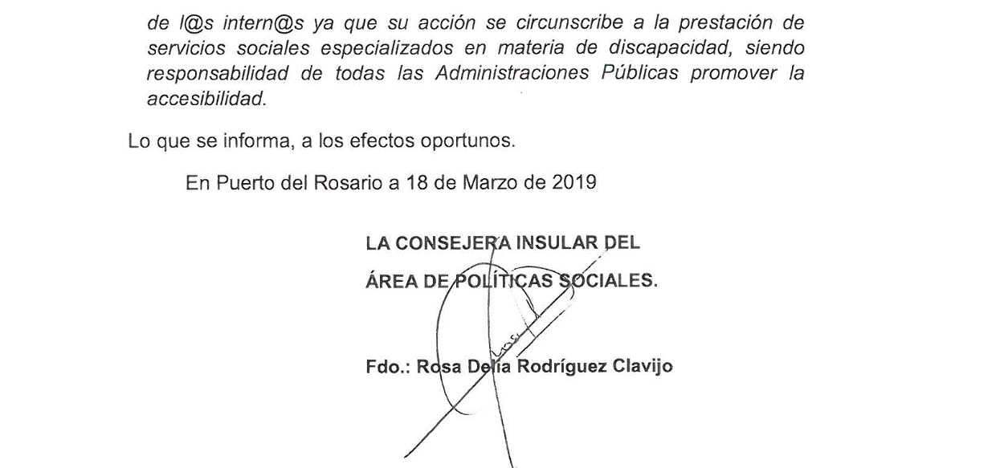 de l@s intern@s ya que su acción se circunscribe a la prestación de
servicios sociales especializados en materia de discapacidad, siendo
responsabilidad de todas las Administraciones Públicas promover la
accesibilidad.
Lo que se informa, a los efectos oportunos.
En Puerto del Rosario a 18 de Marzo de 2019
LA CONSEJERA INSULAR DEL
ÁREA DE POLÍTICAS SOCIALES.
Fdo.: Rosa Delia Rodríguez Clavijo